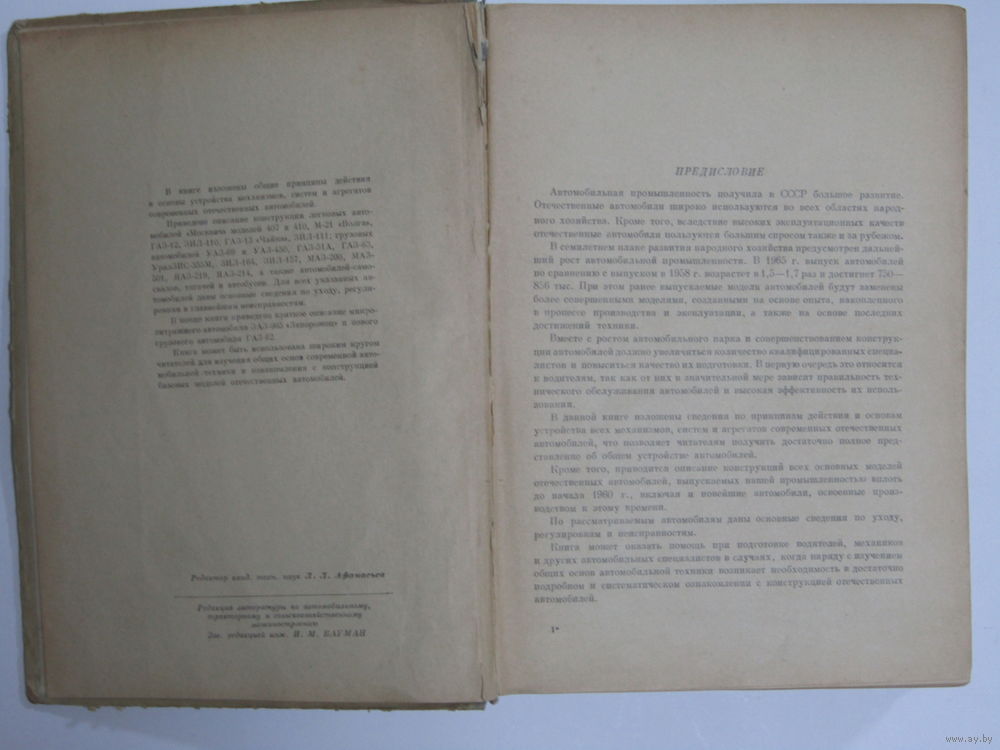 В книге изложены общие принципы действия
и основы устройства механизмов, систем и агрегатов
современных отечественных автомобилей.
Приведено описание конструкции легковых авто-
мобилей «Москвич» моделей 407 и 410, М-21 «Волга»,
ГАЗ-12, ЗИЛ-110, ГАЗ-13 «Чайка», ЗИЛ-111; грузовых
автомобилей УАЗ-69 и УАЗ-450, ГАЗ-51А, ГАЗ-63,
УралЗИС-355М, ЗИЛ-164, ЗИЛ-157, МАЗ-200, МАЗ-
501, ЯАЗ-219, ЯАЗ-214, а также автомобилей-само-
свалов, тягачей и автобусов. Для всех указанных ав-
томобилей даны основные сведения по уходу, регули-
ровкам и главнейшим неисправностям.
В конце книги приведено краткое описание микро-
литражного автомобиля ЗАЗ-965 «Запорожец» и нового
грузового автомобиля ГАЗ-52.
Книга может быть использована широким кругом
читателей для изучения общих основ современной авто-
мобильной техники и ознакомления с конструкцией
базовых моделей отечественных автомобилей.
Редактор канд. техн. наук Л. Л. Афанасьев
Редакция литературы по автомобильному,
тракторному и сельскохозяйственному
машиностроению
Зав. редакцией инж. И. М. БАУМАН
ПРЕДИСЛОВИЕ
Автомобильная промышленность получила в СССР большое развитие.
Отечественные автомобили широко используются во всех областях народ-
ного хозяйства. Кроме того, вследствие высоких эксплуатационных качеств
отечественные автомобили пользуются большим спросом также и за рубежом.
В семилетнем плане развития народного хозяйства предусмотрен дальней-
ший рост автомобильной промышленности. В 1965 г. выпуск автомобилей
по сравнению с выпуском в 1958 г. возрастет в 1,5—1,7 раз и достигнет 750—
856 тыс. При этом ранее выпускаемые модели автомобилей будут заменены
более совершенными моделями, созданными на основе опыта, накопленного
в процессе производства и эксплуатации, а также на основе последних
достижений техники.
Вместе с ростом автомобильного парка и совершенствованием конструк-
ции автомобилей должно увеличиться количество квалифицированных специа-
листов и повыситься качество их подготовки. В первую очередь это относится
к водителям, так как от них в значительной мере зависят правильность тех-
нического обслуживания автомобилей и высокая эффективность их исполь-
зования.
В данной книге изложены сведения по принципам действия и основам
устройства всех механизмов, систем и агрегатов современных отечественных
автомобилей, что позволяет читателям получить достаточно полное пред-
ставление об общем устройстве автомобилей.
Кроме того, приводится описание конструкций всех основных моделей
отечественных автомобилей, выпускаемых нашей промышленностью вплоть
до начала 1960 г., включая и новейшие автомобили, освоенные произ-
водством к этому времени.
По рассматриваемым автомобилям даны основные сведения по уходу,
регулировкам и неисправностям.
Книга может оказать помощь при подготовке водителей, механиков
и других автомобильных специалистов в случаях, когда наряду с изучением
общих основ автомобильной техники возникает необходимость в достаточно
подробном и систематическом ознакомлении с конструкцией отечественных
автомобилей.
1*
www.ay.by